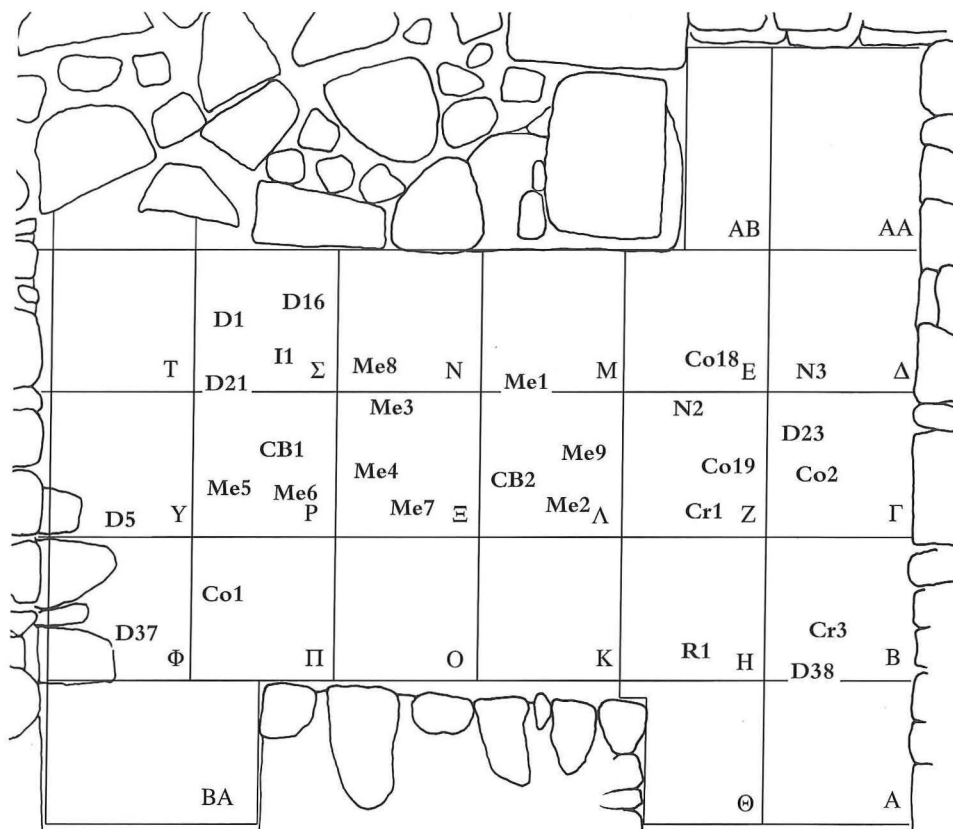 AB AA
D1 D16
I1
T D21 Σ Me8 N Me1 M Co18 E N3 Δ
Me3 N2
CB1 Me9 D23
Me4 CB2 Co19 Co2
Me5 Me6 Me7 Me2 Cr1
D5 Υ Ρ Ξ Λ Ζ Γ
Co1
D37 Cr3
Φ Π Ο Κ R1 Η D38 Β
ΒΑ Θ Α